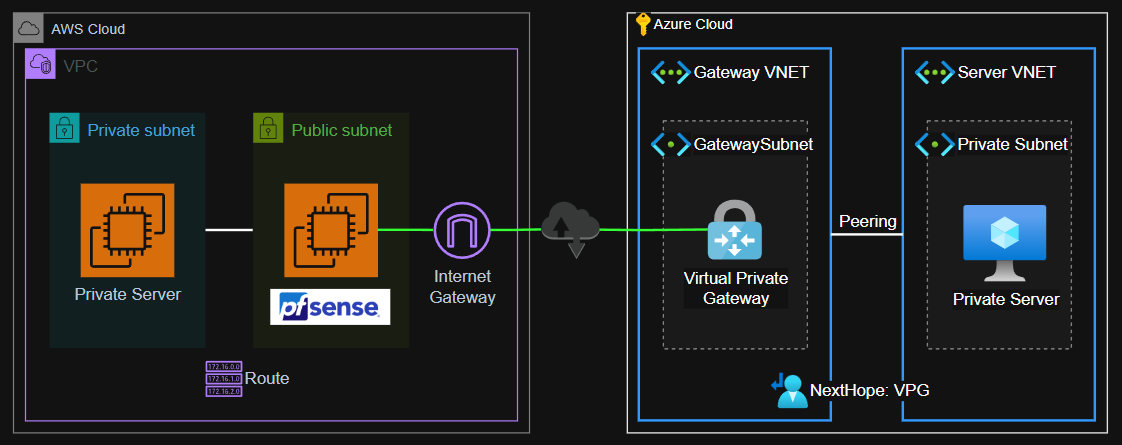 AWS Cloud
VPC
Private subnet
Public subnet
Private Server
pfsense
Internet
Gateway
172.16.0.0
172.16.1.0
172.16.2.0
Route
Azure Cloud
Gateway VNET
GatewaySubnet
Virtual Private
Gateway
Peering
Server VNET
Private Subnet
Private Server
NextHope: VPG